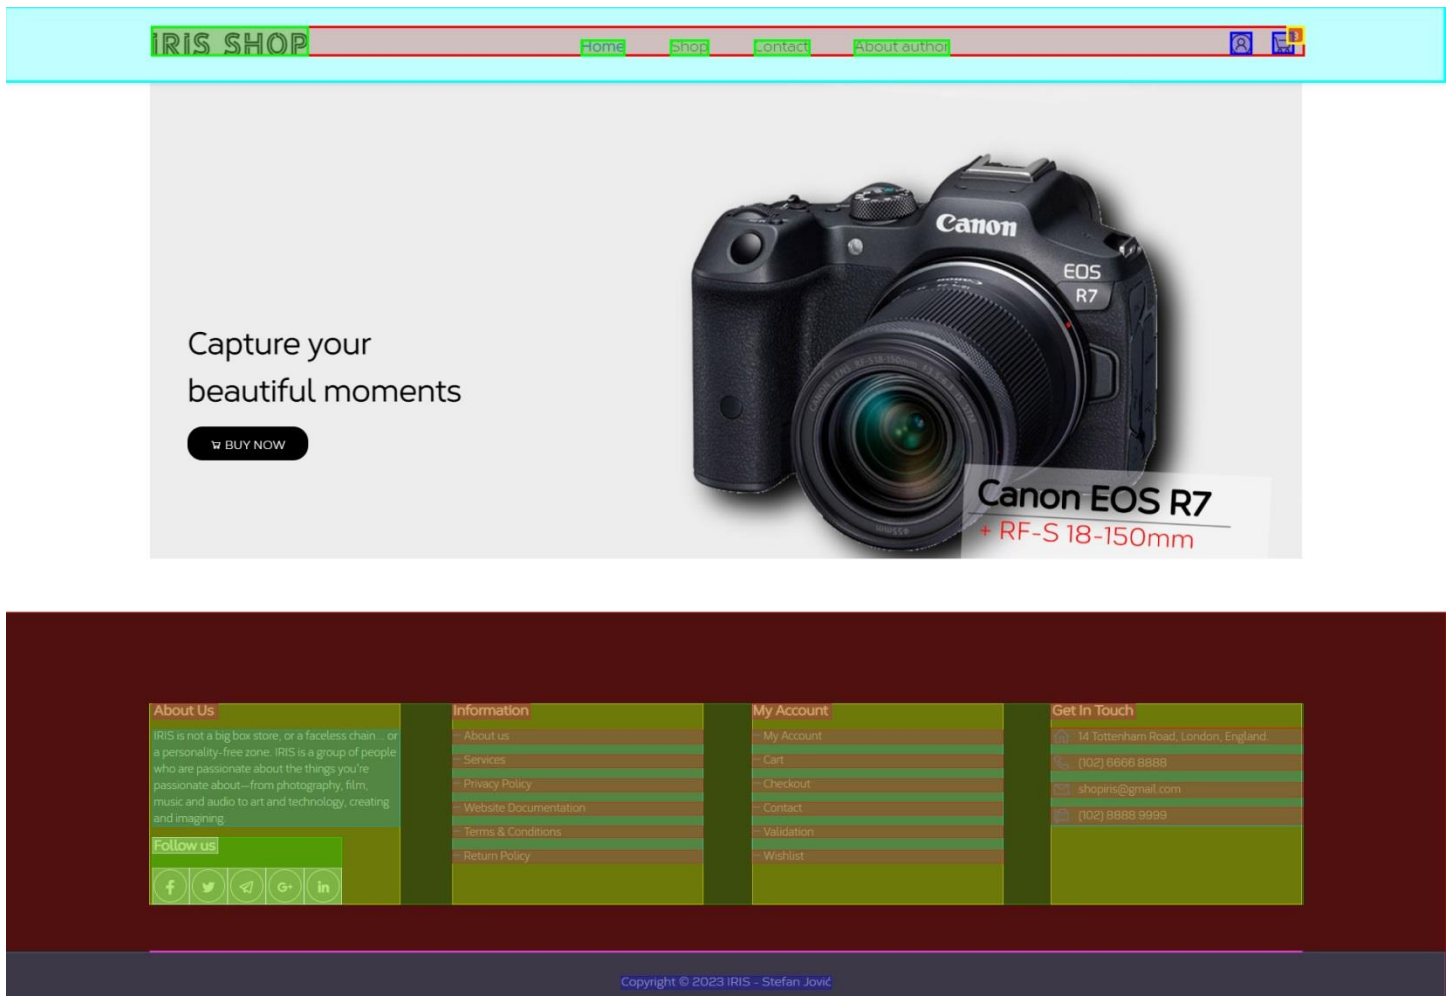 IRIS SHOP
Home
Shop
Contact
About author
Canon
EOS
R7
Capture your
beautiful moments
BUY NOW
Canon EOS R7
+ RF-S 18-150mm
About Us
IRIS is not a big box store, or a faceless chain... or
a personality-free zone. IRIS is a group of people
who are passionate about the things you're
passionate about—from photography, film,
music and audio to art and technology, creating
and imagining.
Follow us
Information
About us
Services
Privacy Policy
Website Documentation
Terms & Conditions
Return Policy
My Account
My Account
Cart
Checkout
Contact
Validation
Wishlist
Get In Touch
14 Tottenham Road, London, England.
(102) 6666 8888
shopiris@gmail.com
(102) 8888 9999
Copyright © 2023 IRIS - Stefan Jović